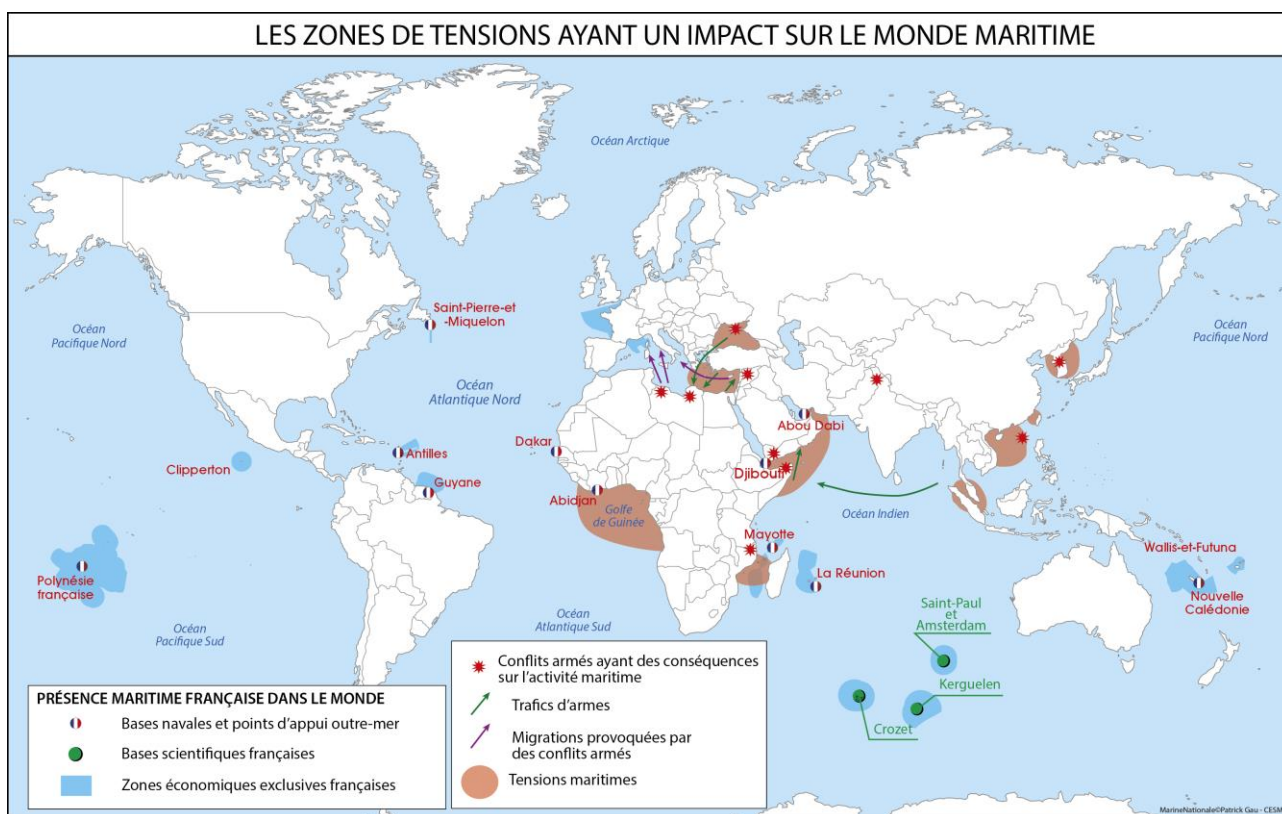 LES ZONES DE TENSIONS AYANT UN IMPACT SUR LE MONDE MARITIME
Océan Arctique
Océan
Pacifique Nord
Saint-Pierre-et
-Miquelon
Océan
Atlantique Nord
Océan
Pacifique Nord
Clipperton
Antilles
Guyane
Dakar
Abidjan
Golfe
de Guinée
Abou Dabi
Djibouti
Océan Indien
Mayotte
La Réunion
Wallis-et-Futuna
Nouvelle
Calédonie
Polynésie
française
Océan
Pacifique Sud
Océan
Atlantique Sud
Saint-Paul
et
Amsterdam
Kerguelen
Crozet
PRÉSENCE MARITIME FRANÇAISE DANS LE MONDE
Bases navales et points d'appui outre-mer
Bases scientifiques françaises
Zones économiques exclusives françaises
Conflits armés ayant des conséquences
sur l'activité maritime
Trafics d'armes
Migrations provoquées par
des conflits armés
Tensions maritimes
MarineNationale©Patrick Gau - CESM